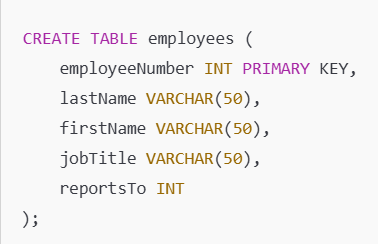 CREATE TABLE employees (
    employeeNumber INT PRIMARY KEY,
    lastName VARCHAR(50),
    firstName VARCHAR(50),
    jobTitle VARCHAR(50),
    reportsTo INT
);